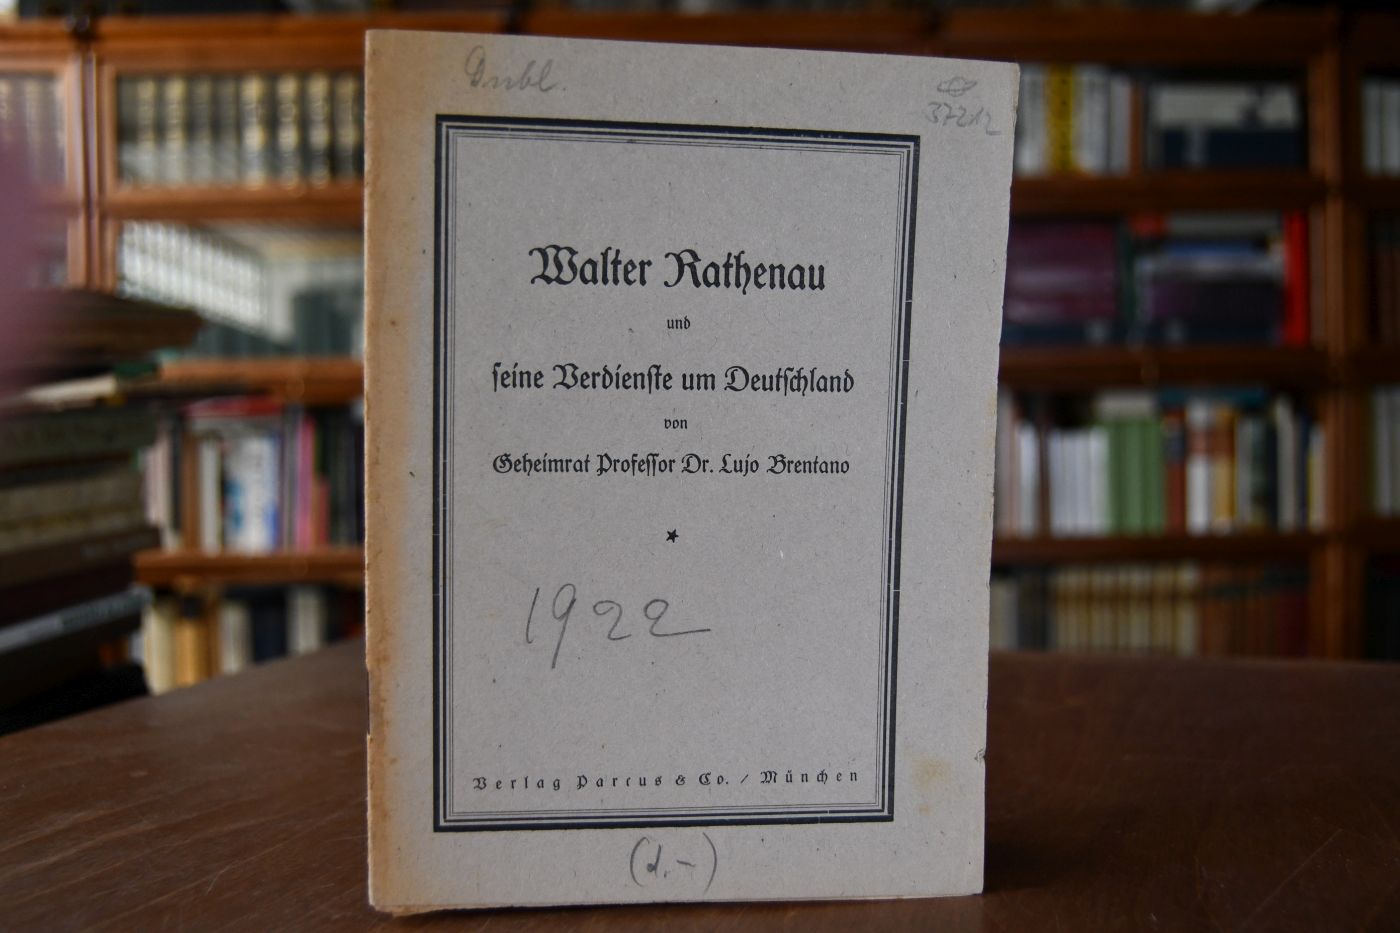 Dubl.
37212
Walter Rathenau
und
seine Verdienste um Deutschland
von
Geheimrat Professor Dr. Lujo Brentano
1922
Verlag Parcus & Co. / München